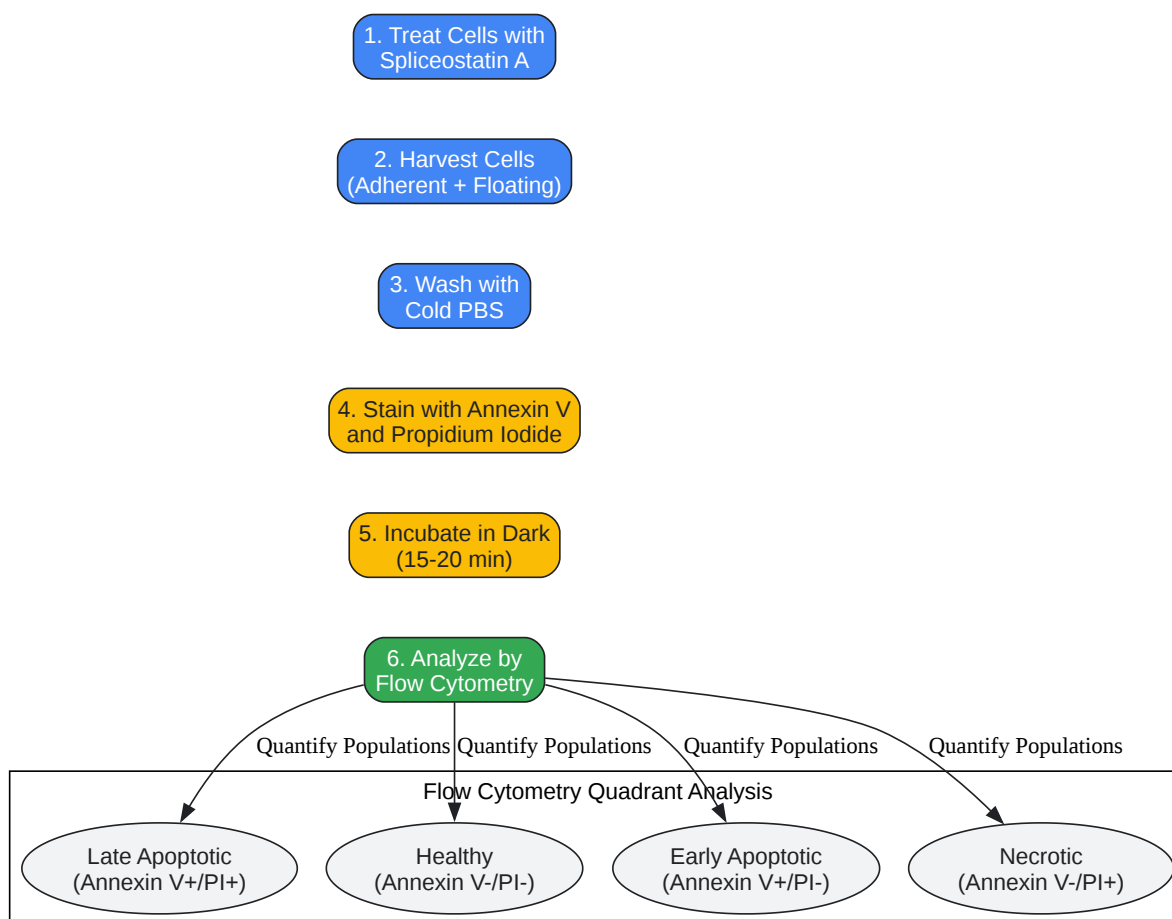 1. Treat Cells with
Spliceostatin A
2. Harvest Cells
(Adherent + Floating)
3. Wash with
Cold PBS
4. Stain with Annexin V
and Propidium Iodide
5. Incubate in Dark
(15-20 min)
6. Analyze by
Flow Cytometry
Quantify Populations
Quantify Populations
Quantify Populations
Quantify Populations
Flow Cytometry Quadrant Analysis
Late Apoptotic
(Annexin V+/PI+)
Healthy
(Annexin V-/PI-)
Early Apoptotic
(Annexin V+/PI-)
Necrotic
(Annexin V-/PI+)